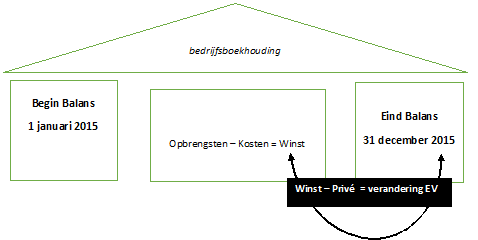 bedrijfsboekhouding
Begin Balans
1 januari 2015
Opbrengsten – Kosten = Winst
Eind Balans
31 december 2015
Winst – Privé = verandering EV